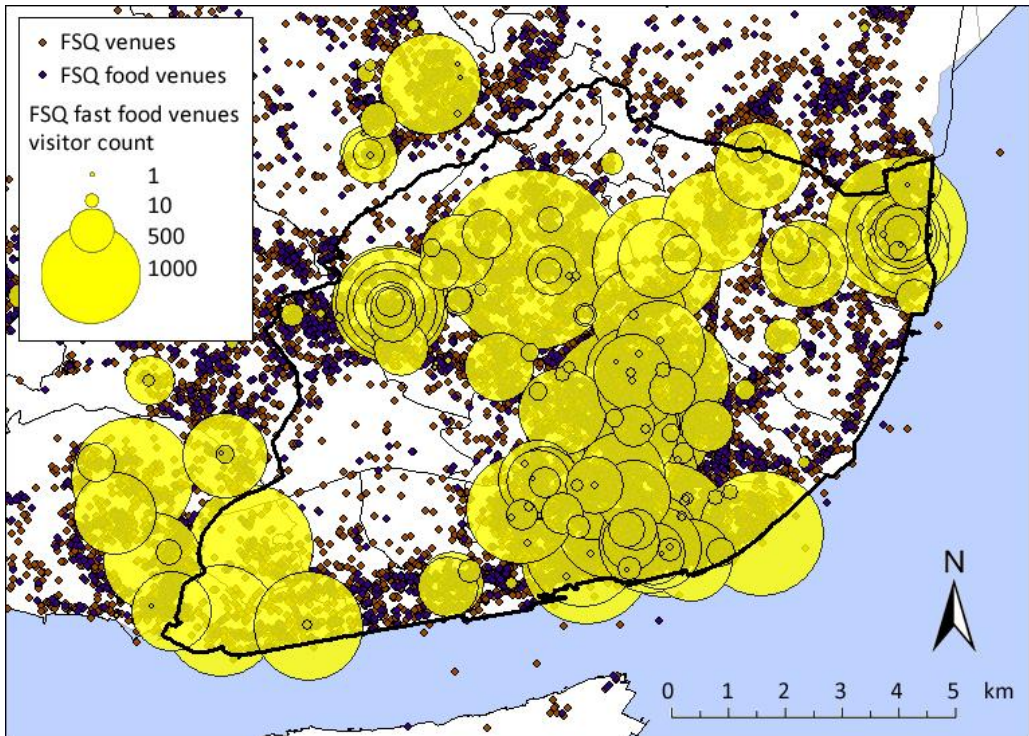 FSQ venues
FSQ food venues
FSQ fast food venues
visitor count
1
10
500
1000
N
0 1 2 3 4 5 km